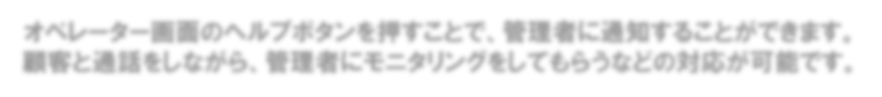 オペレーター画面のヘルプボタンを押すことで、管理者に通知することができます。
顧客と通話をしながら、管理者にモニタリングをしてもらうなどの対応が可能です。